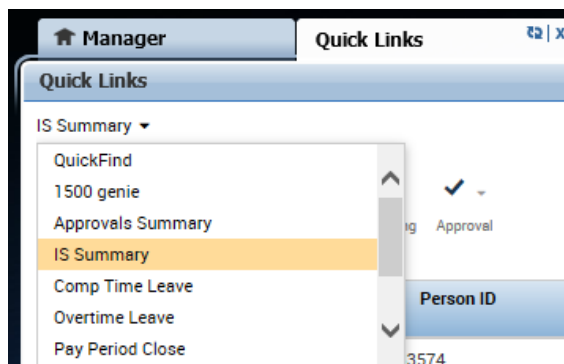 Manager
Quick Links
X
Quick Links
IS Summary
QuickFind
1500 genie
Approvals Summary
IS Summary
Comp Time Leave
Overtime Leave
Pay Period Close
Approval
Person ID
3574